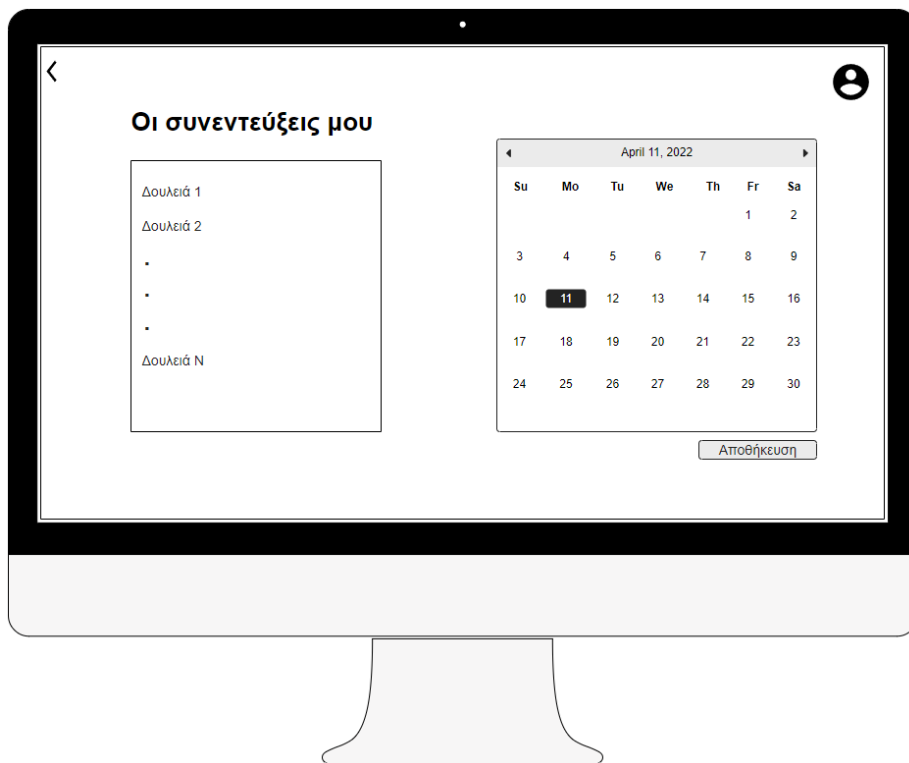 Οι συνεντεύξεις μου
Δουλειά 1
Δουλειά 2
.
.
.
Δουλειά Ν
April 11, 2022
Su Mo Tu We Th Fr Sa
1 2
3 4 5 6 7 8 9
10 11 12 13 14 15 16
17 18 19 20 21 22 23
24 25 26 27 28 29 30
Αποθήκευση